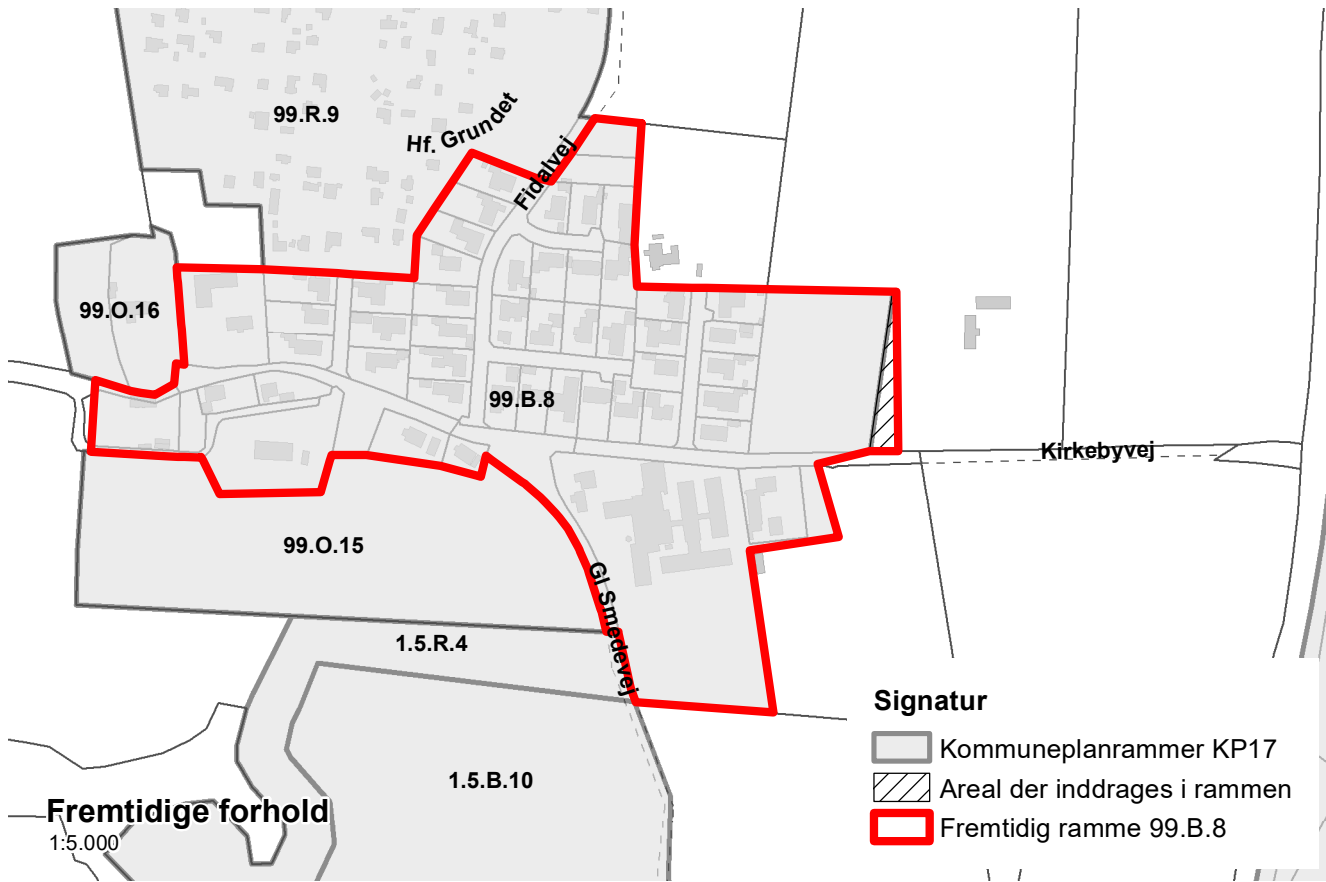 99.R.9
Hf. Grundet
Fidalvej
99.O.16
99.B.8
Kirkebyvej
99.O.15
Gl Smedevej
1.5.R.4
1.5.B.10
Signatur
Kommuneplanrammer KP17
Areal der inddrages i rammen
Fremtidig ramme 99.B.8
Fremtidige forhold
1:5.000